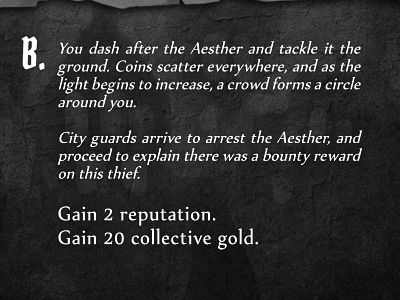 B.
You dash after the Aesther and tackle it the
ground. Coins scatter everywhere, and as the
light begins to increase, a crowd forms a circle
around you.
City guards arrive to arrest the Aesther, and
proceed to explain there was a bounty reward
on this thief.
Gain 2 reputation.
Gain 20 collective gold.